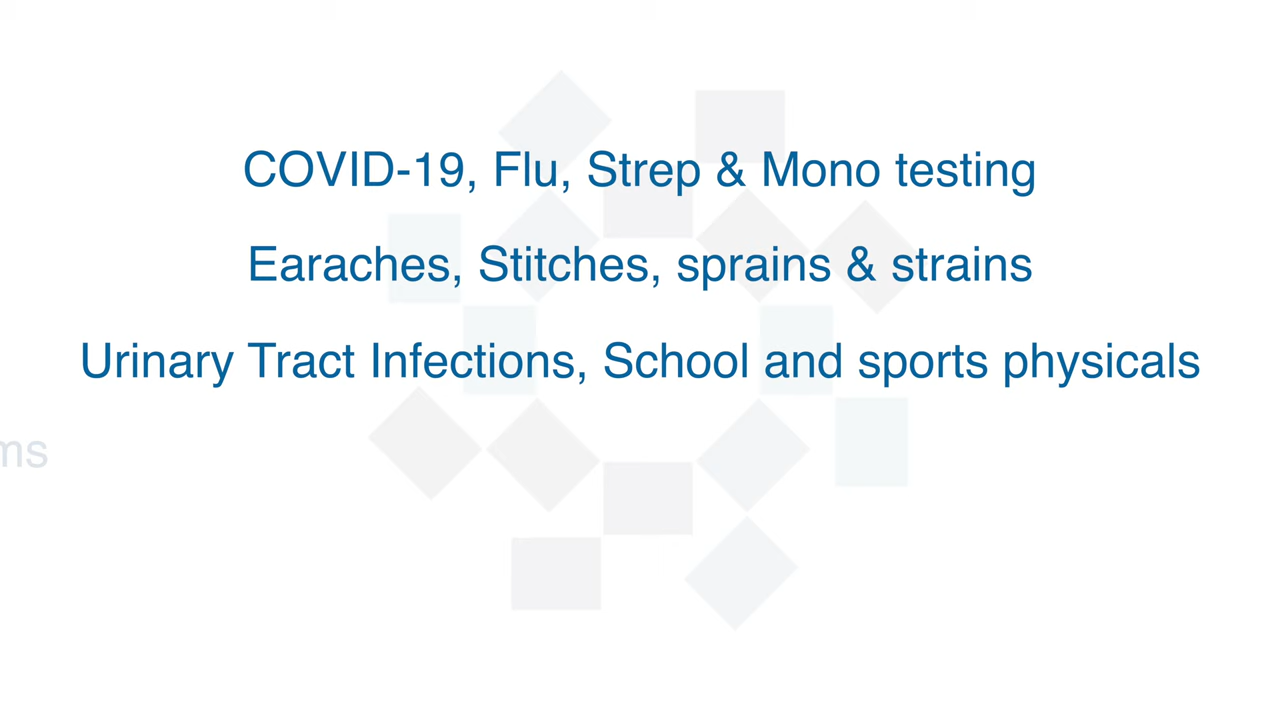 COVID-19, Flu, Strep & Mono testing
Earaches, Stitches, sprains & strains
Urinary Tract Infections, School and sports physicals